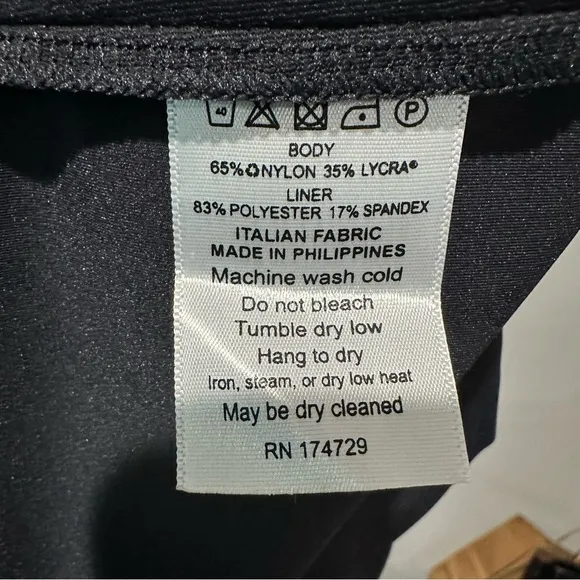 40 P
BODY
65%♻NYLON 35% LYCRA®
LINER
83% POLYESTER 17% SPANDEX
ITALIAN FABRIC
MADE IN PHILIPPINES
Machine wash cold
Do not bleach
Tumble dry low
Hang to dry
Iron, steam, or dry low heat
May be dry cleaned
RN 174729